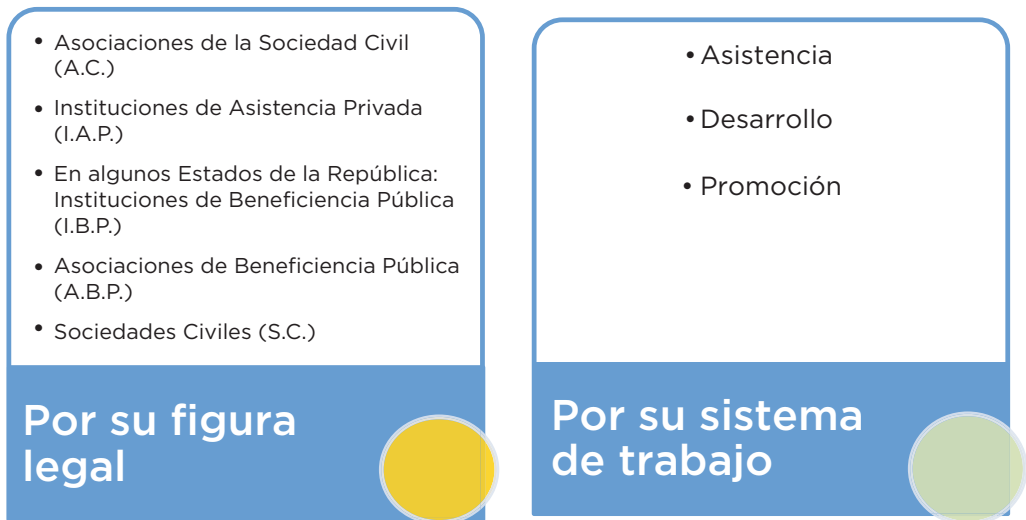 • Asociaciones de la Sociedad Civil
(A.C.)
• Instituciones de Asistencia Privada
(I.A.P.)
• En algunos Estados de la República:
Instituciones de Beneficiencia Pública
(I.B.P.)
• Asociaciones de Beneficiencia Pública
(A.B.P.)
• Sociedades Civiles (S.C.)
Por su figura
legal
• Asistencia
• Desarrollo
• Promoción
Por su sistema
de trabajo